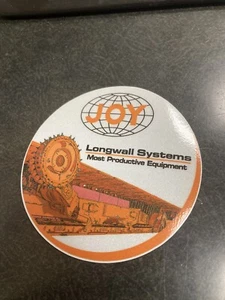 JOY
Longwall Systems
Most Productive Equipment